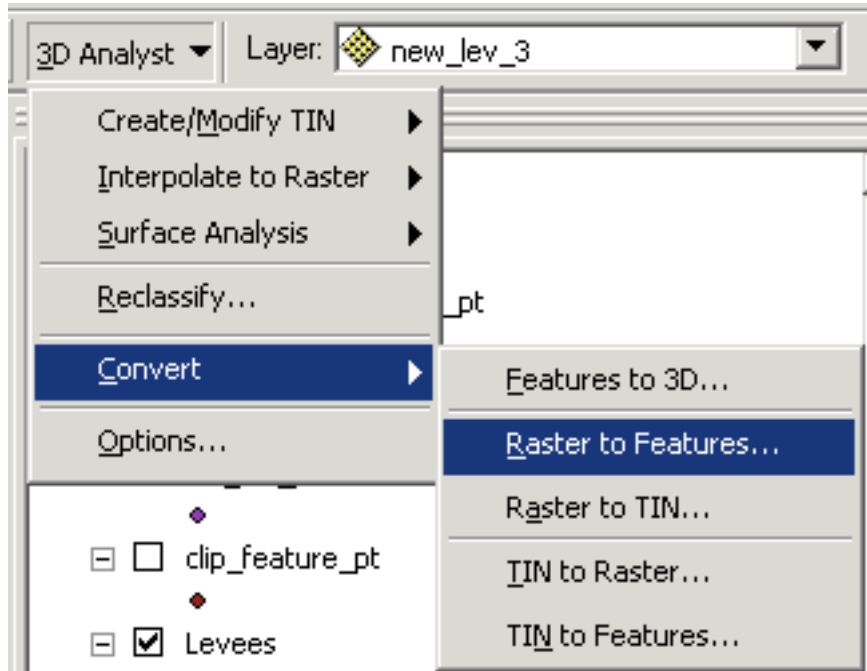 3D Analyst Layer: new_lev_3
Create/Modify TIN
Interpolate to Raster
Surface Analysis
Reclassify...
_pt
Convert
Features to 3D...
Options...
Raster to Features...
Raster to TIN...
clip_feature_pt
TIN to Raster...
Levees
TIN to Features...